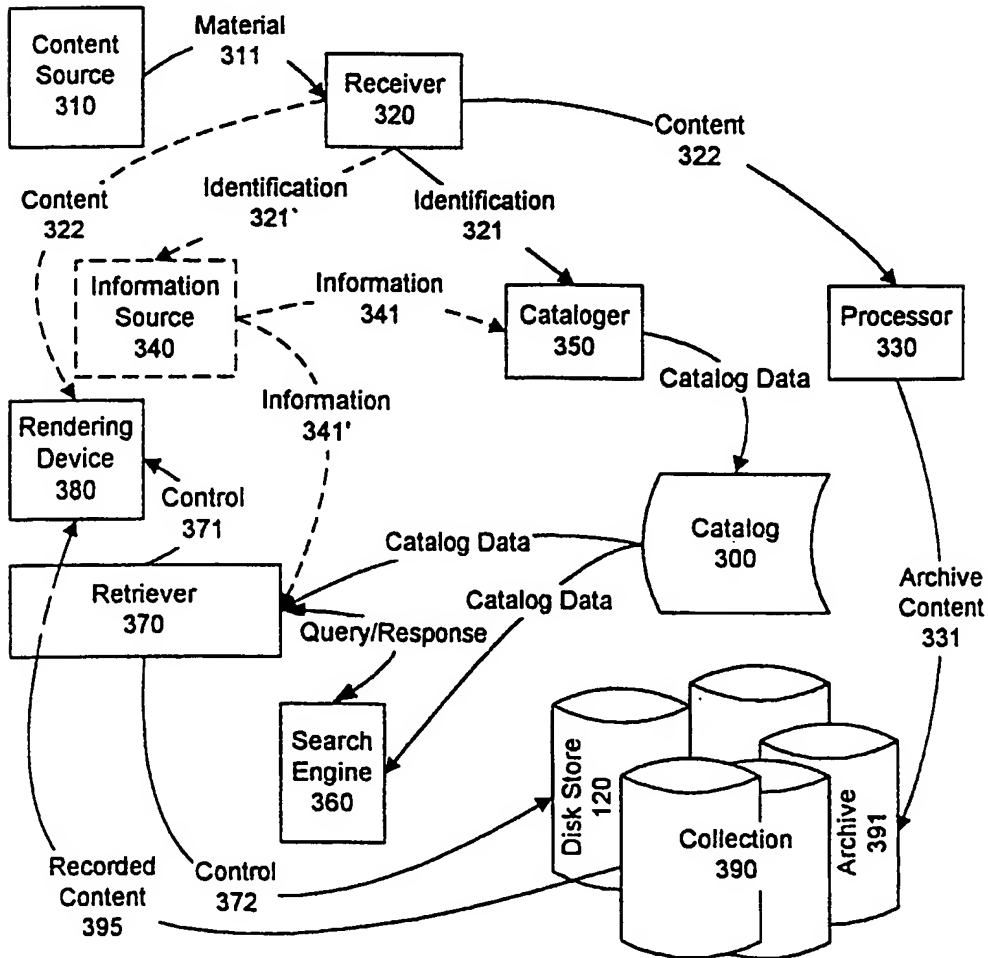 Content
Source
310
Material
311
Receiver
320
Content
322
Identification
321'
Identification
321
Content
322
Information
Source
340
Information
341
Cataloger
350
Processor
330
Catalog Data
Information
341'
Rendering
Device
380
Control
371
Catalog
300
Catalog Data
Catalog Data
Archive
Content
331
Retriever
370
Query/Response
Search
Engine
360
Disk Store
120
Collection
390
Archive
391
Recorded
Content
395
Control
372